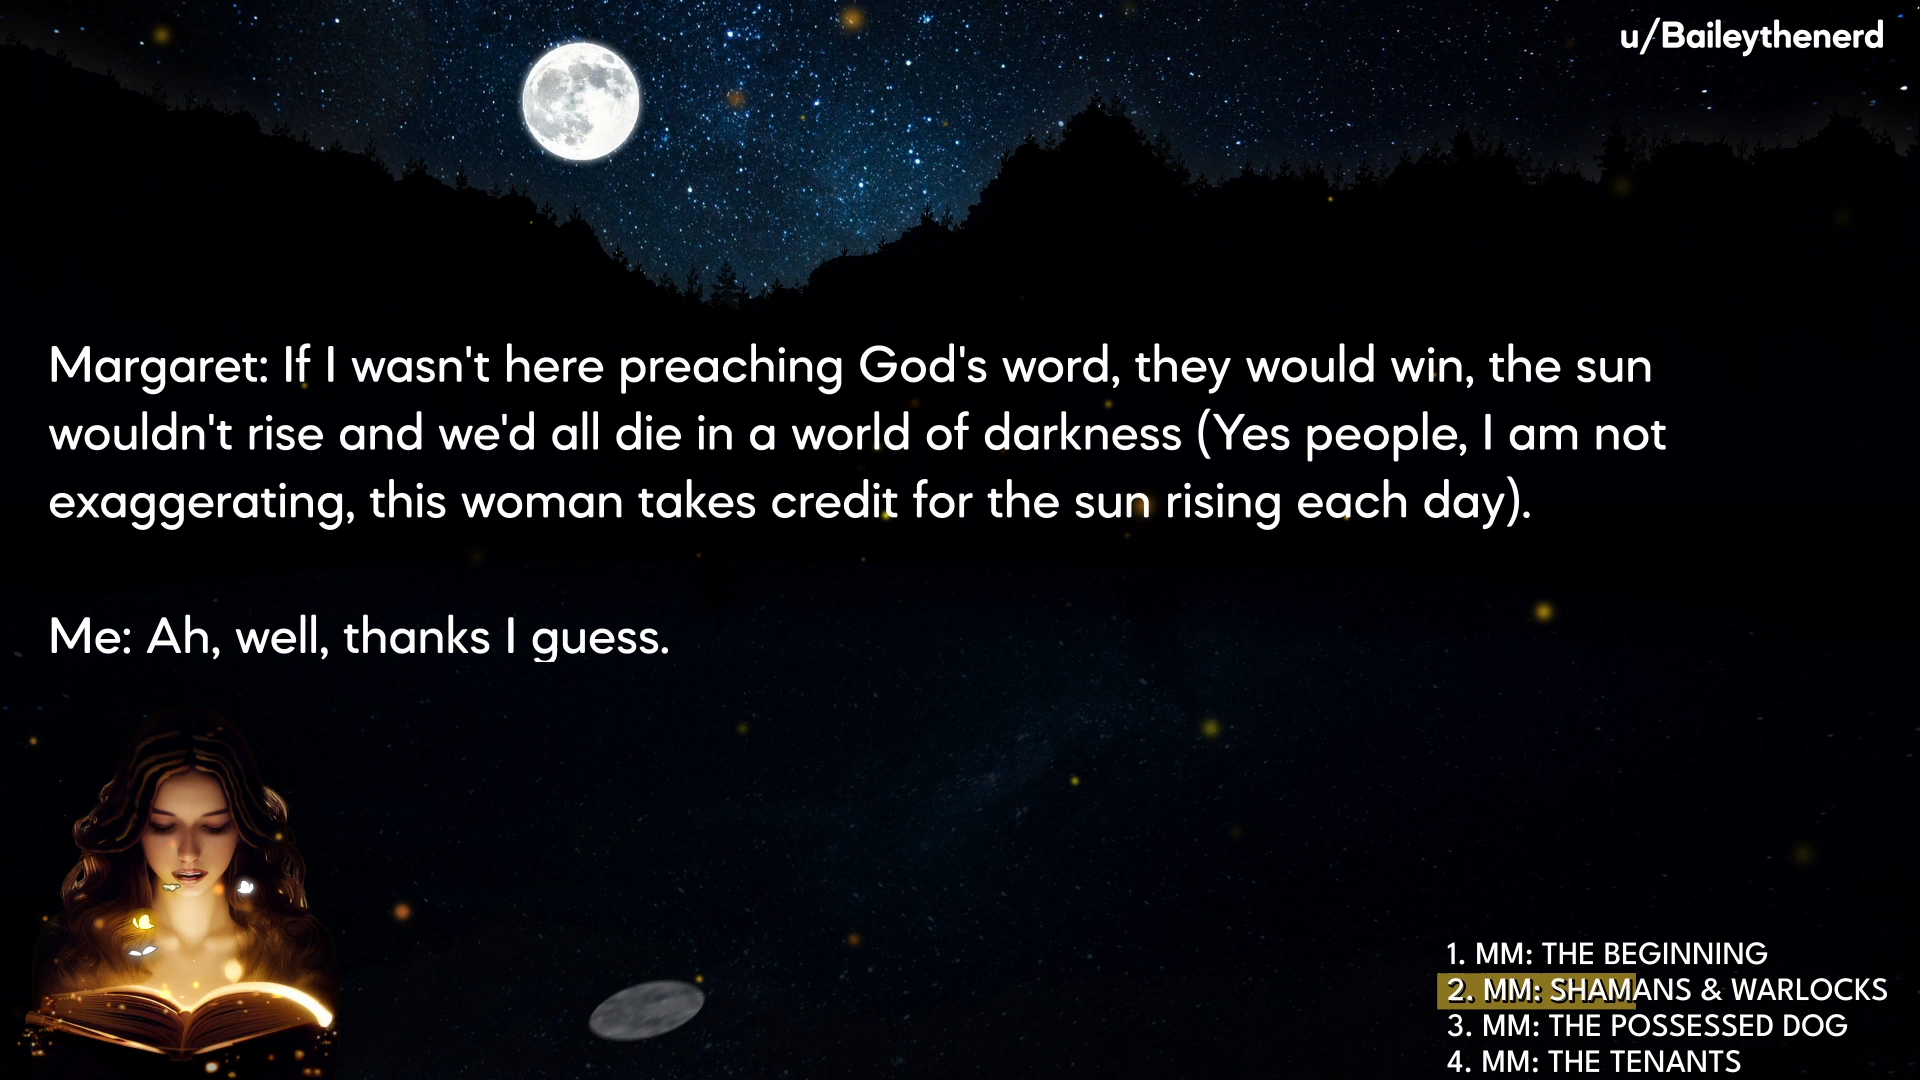 u/Baileythenerd
Margaret: If I wasn't here preaching God's word, they would win, the sun
wouldn't rise and we'd all die in a world of darkness (Yes people, I am not
exaggerating, this woman takes credit for the sun rising each day).
Me: Ah, well, thanks I guess.
1. MM: THE BEGINNING
2. MM: SHAMANS & WARLOCKS
3. MM: THE POSSESSED DOG
4. MM: THE TENANTS